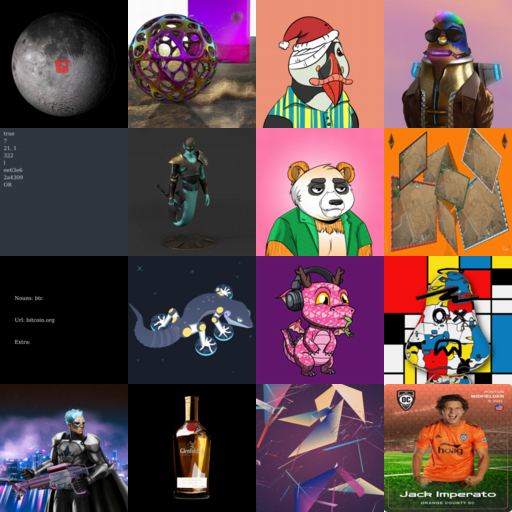 true
7
21, 1
322
1
ee63e6
2a4309
OR
Nouns: btc
Url: bitcoin.org
Extra:
Glenfiddich
OC
MIDFIELDER
hoag
Jack Imperato
ORANGE COUNTY SC